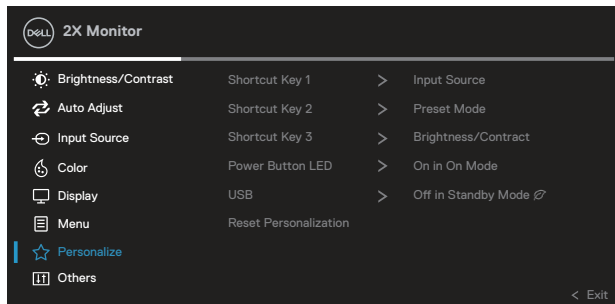 DELL 2X Monitor
Brightness/Contrast Shortcut Key 1 > Input Source
Auto Adjust Shortcut Key 2 > Preset Mode
Input Source Shortcut Key 3 > Brightness/Contract
Color Power Button LED > On in On Mode
Display USB > Off in Standby Mode
Menu Reset Personalization
Personalize
Others
< Exit